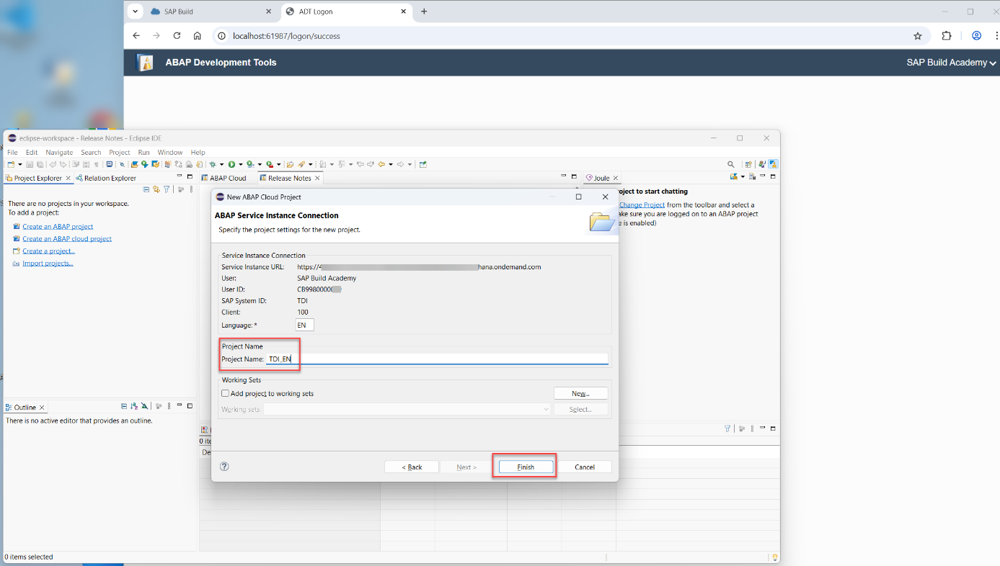 SAP Build
ADT Logon
localhost:61987/logon/success
ABAP Development Tools
SAP Build Academy
eclipse-workspace - Release Notes - Eclipse IDE
File Edit Navigate Search Project Run Window Help
Project Explorer
Relation Explorer
There are no projects in your workspace.
To add a project:
Create an ABAP project
Create an ABAP cloud project
Create a project...
Import projects...
ABAP Cloud
Release Notes
Joule
oject to start chatting
Change Project from the toolbar and select a
ake sure you are logged on to an ABAP project
e is enabled)
New ABAP Cloud Project
ABAP Service Instance Connection
Specify the project settings for the new project.
Service Instance Connection
Service Instance URL: https://4 hana.ondemand.com
User: SAP Build Academy
User ID: CB99800000
SAP System ID: TDI
Client: 100
Language: * EN
Project Name
Project Name: TDI_EN
Working Sets
Add project to working sets
New...
Working sets:
Select...
< Back
Next >
Finish
Cancel
Outline
There is no active editor that provides an outline.
0 ite
De
0 items selected